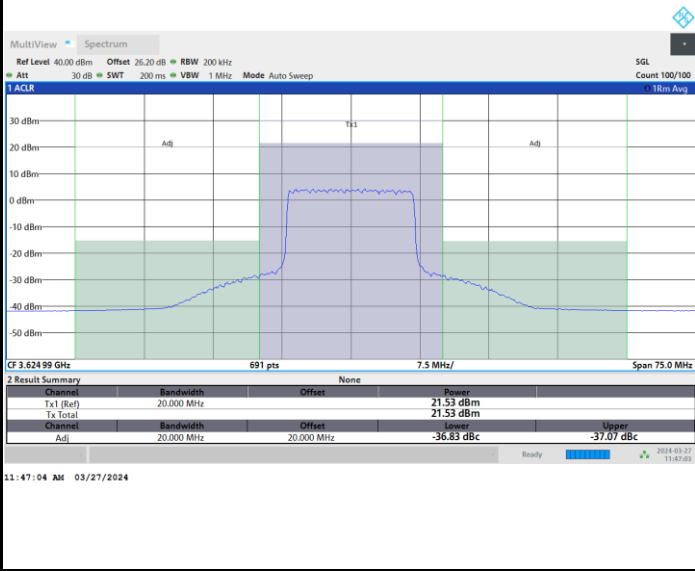 MultiView Spectrum
Ref Level 40.00 dBm Offset 26.20 dB RBW 200 kHz SGL
Att 30 dB SWT 200 ms VBW 1 MHz Mode Auto Sweep Count 100/100
1 ACLR 1Rm Avg
30 dBm
Tx1
20 dBm Adj Adj
10 dBm
0 dBm
-10 dBm
-20 dBm
-30 dBm
-40 dBm
-50 dBm
CF 3.624 99 GHz 691 pts 7.5 MHz/ Span 75.0 MHz
2 Result Summary None
Channel Bandwidth Offset Power
Tx1 (Ref) 20.000 MHz 21.53 dBm
Tx Total 21.53 dBm
Channel Bandwidth Offset Lower Upper
Adj 20.000 MHz 20.000 MHz -36.83 dBc -37.07 dBc
Ready 2024-03-27
11:47:03
11:47:04 AM 03/27/2024